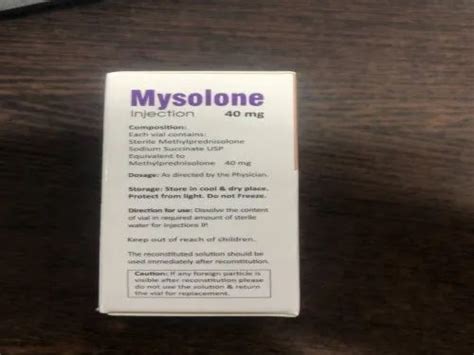 Mysolone
Injection 40 mg
Composition:
Each vial contains:
Sterile Methylprednisolone
Sodium Succinate USP
Equivalent to
Methylprednisolone 40 mg
Dosage: As directed by the Physician.
Storage: Store in cool & dry place.
Protect from light. Do not Freeze.
Direction for use: Dissolve the content
of vial in required amount of sterile
water for injections IP.
Keep out of reach of children.
The reconstituted solution should be
used immediately after reconstitution.
Caution: If any foreign particle is
visible after reconstitution please
do not use the solution & return
the vial for replacement.